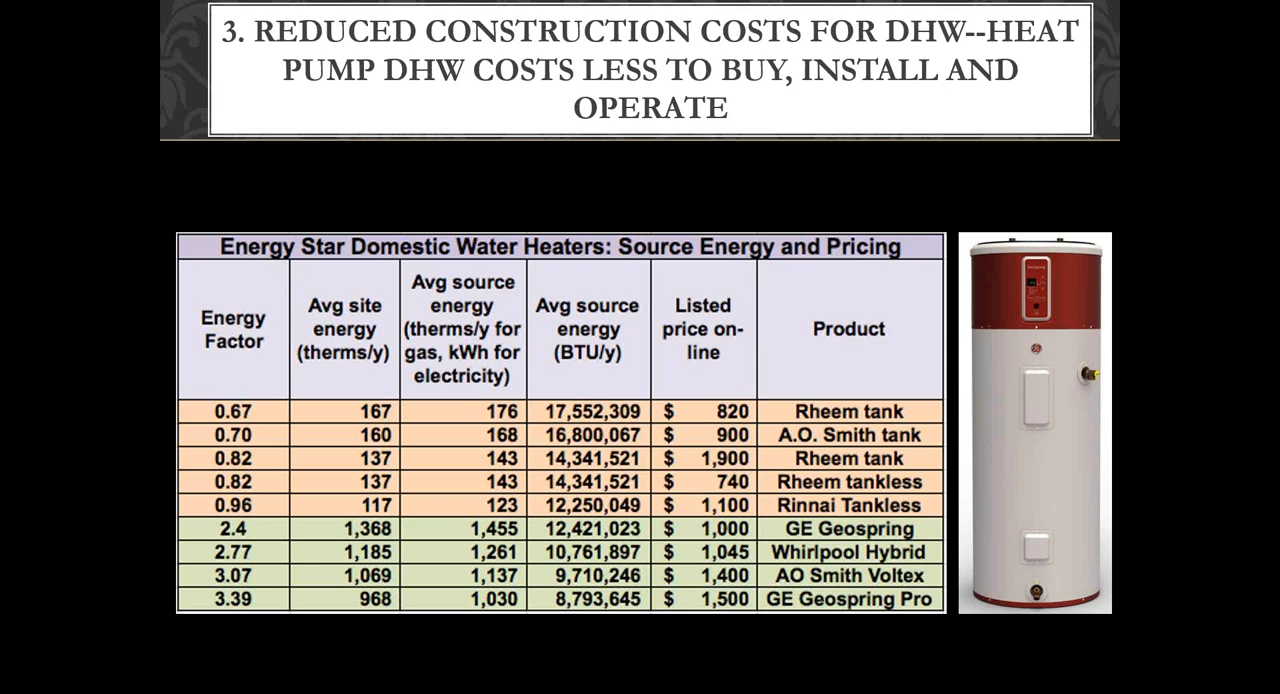 3. REDUCED CONSTRUCTION COSTS FOR DHW--HEAT
PUMP DHW COSTS LESS TO BUY, INSTALL AND
OPERATE
Energy Star Domestic Water Heaters: Source Energy and Pricing
Energy Factor | Avg site energy (therms/y) | Avg source energy (therms/y for gas, kWh for electricity) | Avg source energy (BTU/y) | Listed price on-line | Product
0.67 | 167 | 176 | 17,552,309 | $ 820 | Rheem tank
0.70 | 160 | 168 | 16,800,067 | $ 900 | A.O. Smith tank
0.82 | 137 | 143 | 14,341,521 | $ 1,900 | Rheem tank
0.82 | 137 | 143 | 14,341,521 | $ 740 | Rheem tankless
0.96 | 117 | 123 | 12,250,049 | $ 1,100 | Rinnai Tankless
2.4 | 1,368 | 1,455 | 12,421,023 | $ 1,000 | GE Geospring
2.77 | 1,185 | 1,261 | 10,761,897 | $ 1,045 | Whirlpool Hybrid
3.07 | 1,069 | 1,137 | 9,710,246 | $ 1,400 | AO Smith Voltex
3.39 | 968 | 1,030 | 8,793,645 | $ 1,500 | GE Geospring Pro